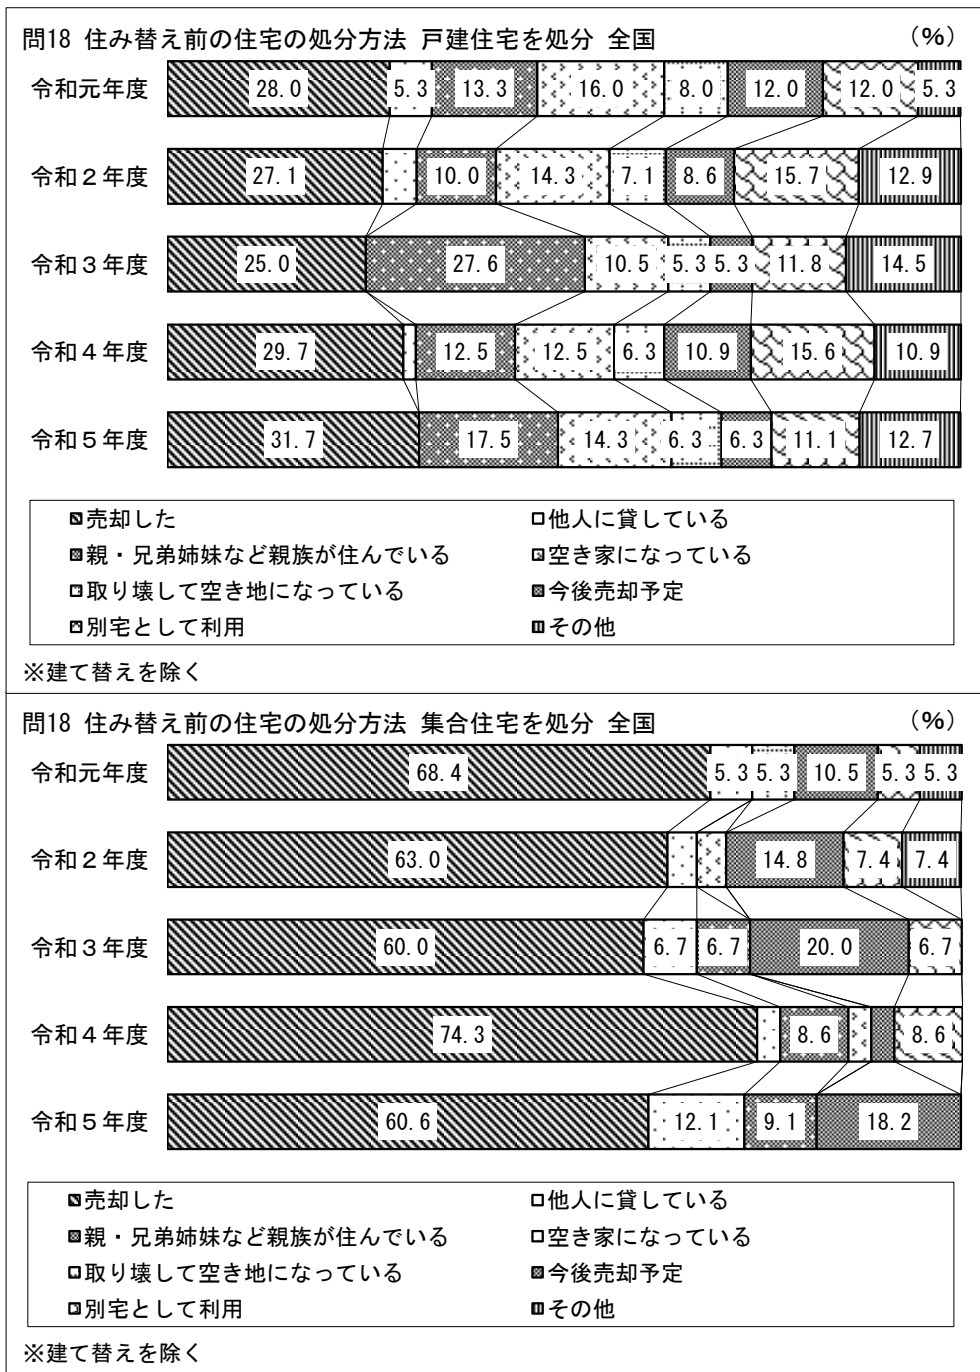 問18 住み替え前の住宅の処分方法 戸建住宅を処分 全国 (%)
令和元年度 28.0 5.3 13.3 16.0 8.0 12.0 12.0 5.3
令和２年度 27.1 10.0 14.3 7.1 8.6 15.7 12.9
令和３年度 25.0 27.6 10.5 5.3 5.3 11.8 14.5
令和４年度 29.7 12.5 12.5 6.3 10.9 15.6 10.9
令和５年度 31.7 17.5 14.3 6.3 6.3 11.1 12.7
売却した 他人に貸している
親・兄弟姉妹など親族が住んでいる 空き家になっている
取り壊して空き地になっている 今後売却予定
別宅として利用 その他
※建て替えを除く
問18 住み替え前の住宅の処分方法 集合住宅を処分 全国 (%)
令和元年度 68.4 5.3 5.3 10.5 5.3 5.3
令和２年度 63.0 14.8 7.4 7.4
令和３年度 60.0 6.7 6.7 20.0 6.7
令和４年度 74.3 8.6 8.6
令和５年度 60.6 12.1 9.1 18.2
売却した 他人に貸している
親・兄弟姉妹など親族が住んでいる 空き家になっている
取り壊して空き地になっている 今後売却予定
別宅として利用 その他
※建て替えを除く